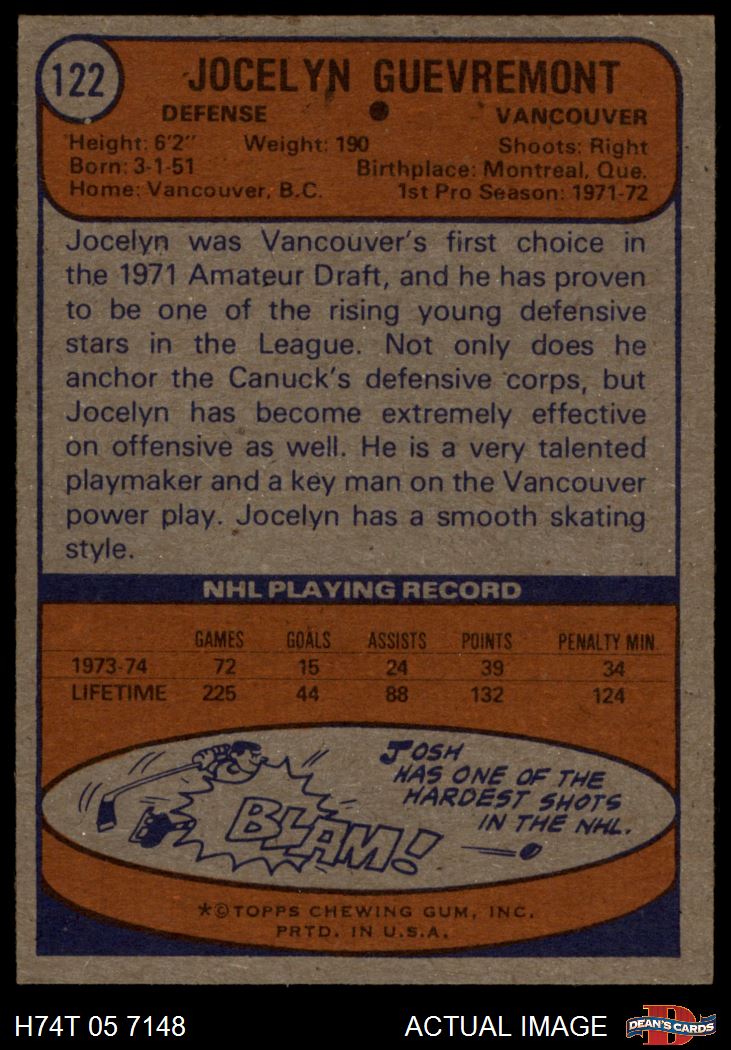 122
JOCELYN GUEVREMONT
DEFENSE ● VANCOUVER
Height: 6'2" Weight: 190 Shoots: Right
Born: 3-1-51 Birthplace: Montreal, Que.
Home: Vancouver, B.C. 1st Pro Season: 1971-72
Jocelyn was Vancouver's first choice in
the 1971 Amateur Draft, and he has proven
to be one of the rising young defensive
stars in the League. Not only does he
anchor the Canuck's defensive corps, but
Jocelyn has become extremely effective
on offensive as well. He is a very talented
playmaker and a key man on the Vancouver
power play. Jocelyn has a smooth skating
style.
NHL PLAYING RECORD
GAMES GOALS ASSISTS POINTS PENALTY MIN.
1973-74 72 15 24 39 34
LIFETIME 225 44 88 132 124
JOSH
HAS ONE OF THE
HARDEST SHOTS
IN THE NHL.
BLAM!
*©TOPPS CHEWING GUM, INC.
PRTD. IN U.S.A.
H74T 05 7148 ACTUAL IMAGE D DEAN'S CARDS